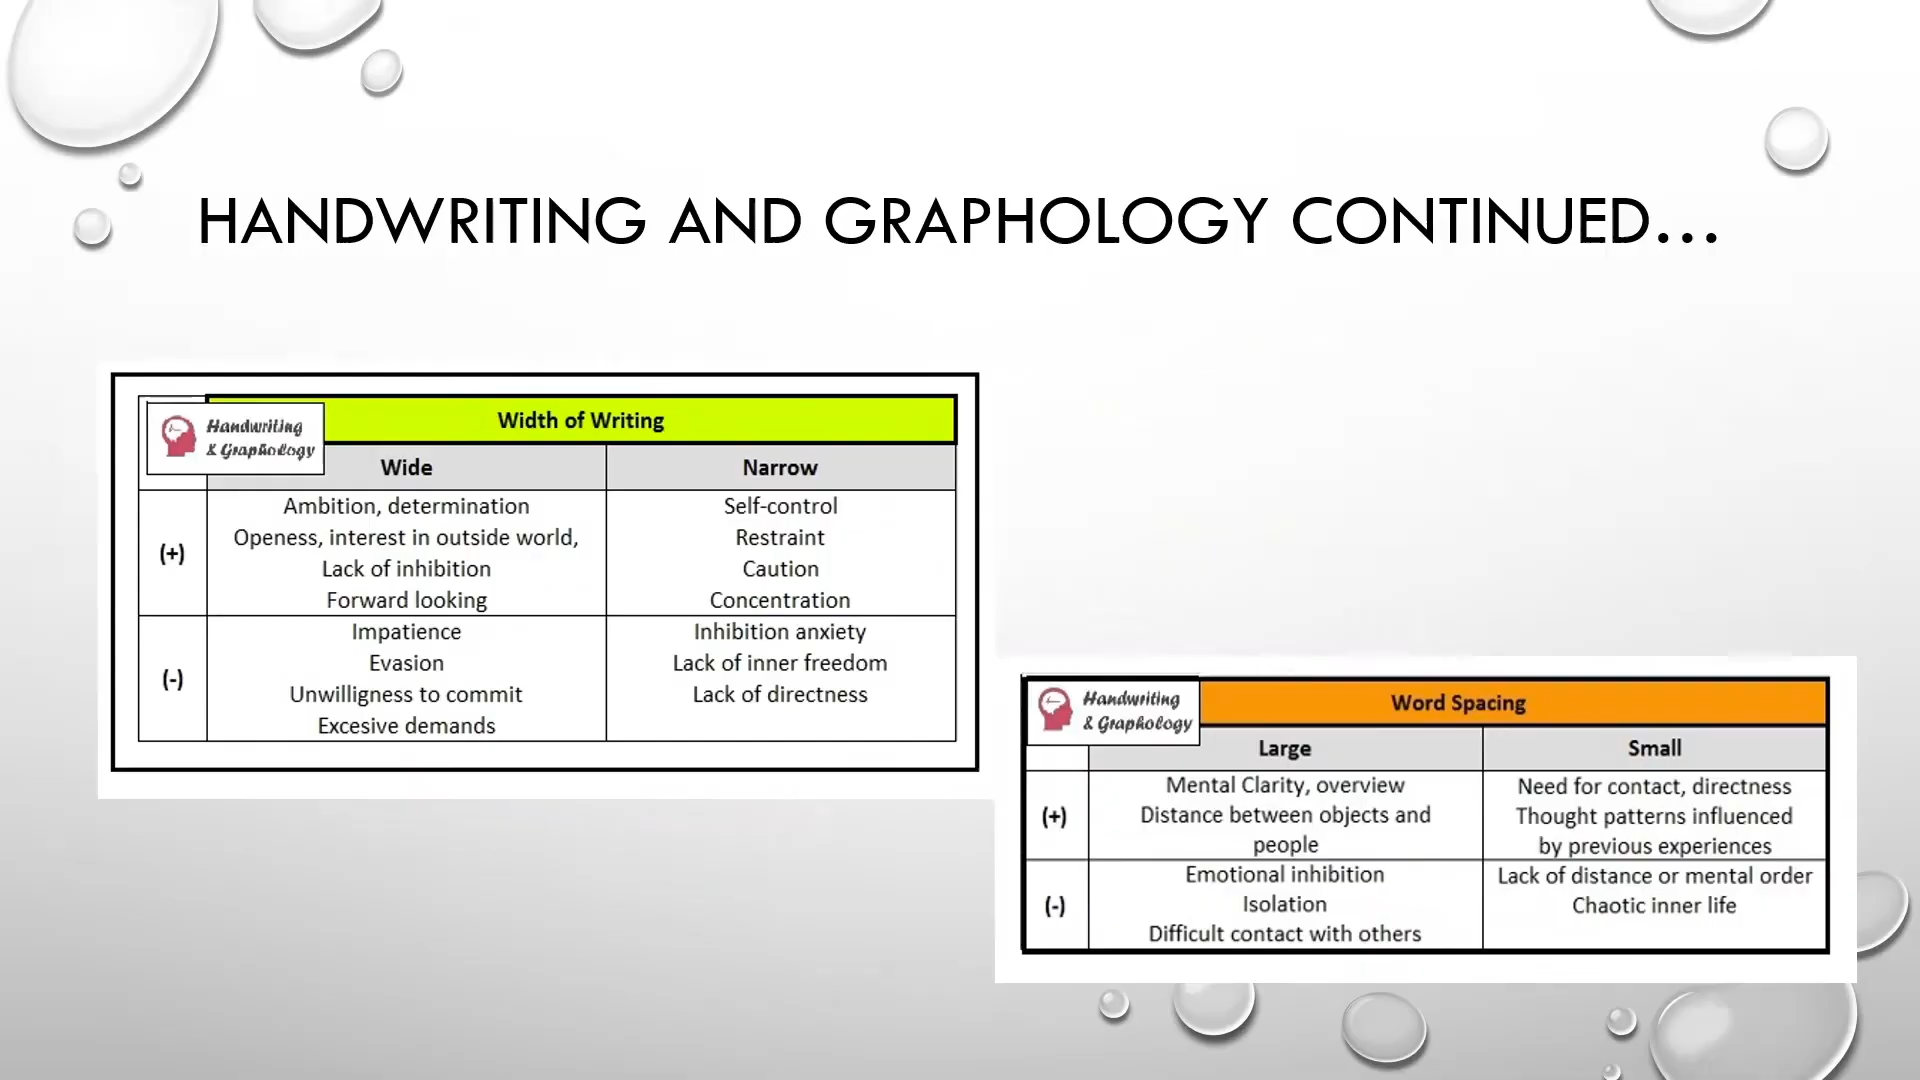 HANDWRITING AND GRAPHOLOGY CONTINUED...
Handwriting
& Graphology
Width of Writing
Wide
Narrow
(+)
Ambition, determination
Openess, interest in outside world,
Lack of inhibition
Forward looking
Self-control
Restraint
Caution
Concentration
(-)
Impatience
Evasion
Unwilligness to commit
Excesive demands
Inhibition anxiety
Lack of inner freedom
Lack of directness
Handwriting
& Graphology
Word Spacing
Large
Small
(+)
Mental Clarity, overview
Distance between objects and
people
Need for contact, directness
Thought patterns influenced
by previous experiences
(-)
Emotional inhibition
Isolation
Difficult contact with others
Lack of distance or mental order
Chaotic inner life